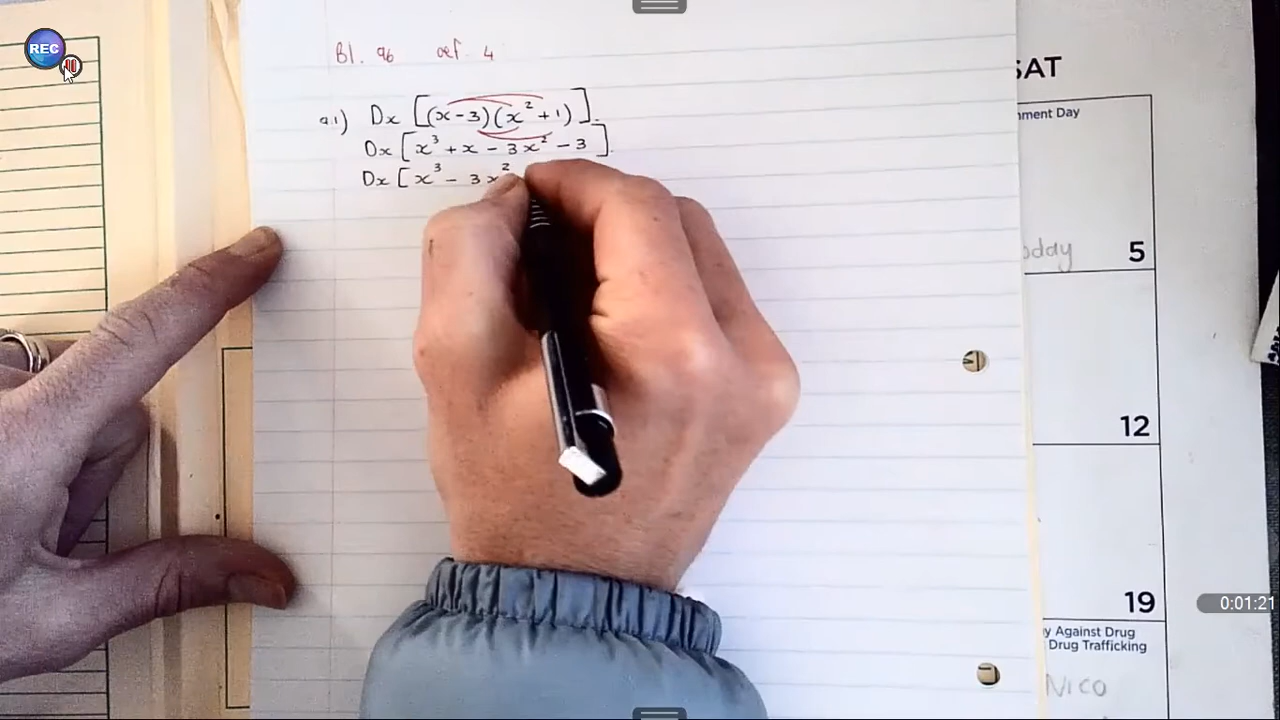 REC
Bl. 96 oef. 4
a.1) Dx [(x-3)(x²+1)].
Dx [x³ + x - 3x² - 3].
Dx [x³ - 3x²
SAT
nment Day
oday 5
12
19
y Against Drug
Drug Trafficking
Nico
0:01:21